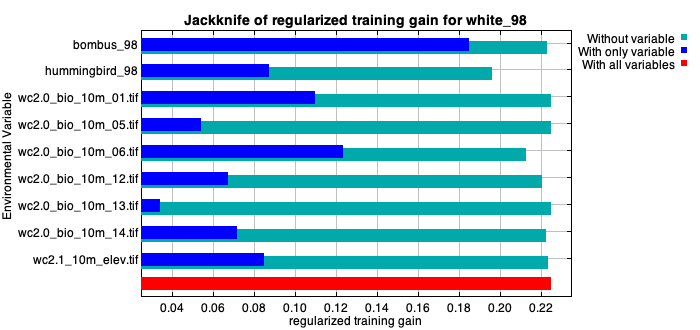 Jackknife of regularized training gain for white_98
Without variable
With only variable
With all variables
Environmental Variable
bombus_98
hummingbird_98
wc2.0_bio_10m_01.tif
wc2.0_bio_10m_05.tif
wc2.0_bio_10m_06.tif
wc2.0_bio_10m_12.tif
wc2.0_bio_10m_13.tif
wc2.0_bio_10m_14.tif
wc2.1_10m_elev.tif
0.04 0.06 0.08 0.10 0.12 0.14 0.16 0.18 0.20 0.22
regularized training gain